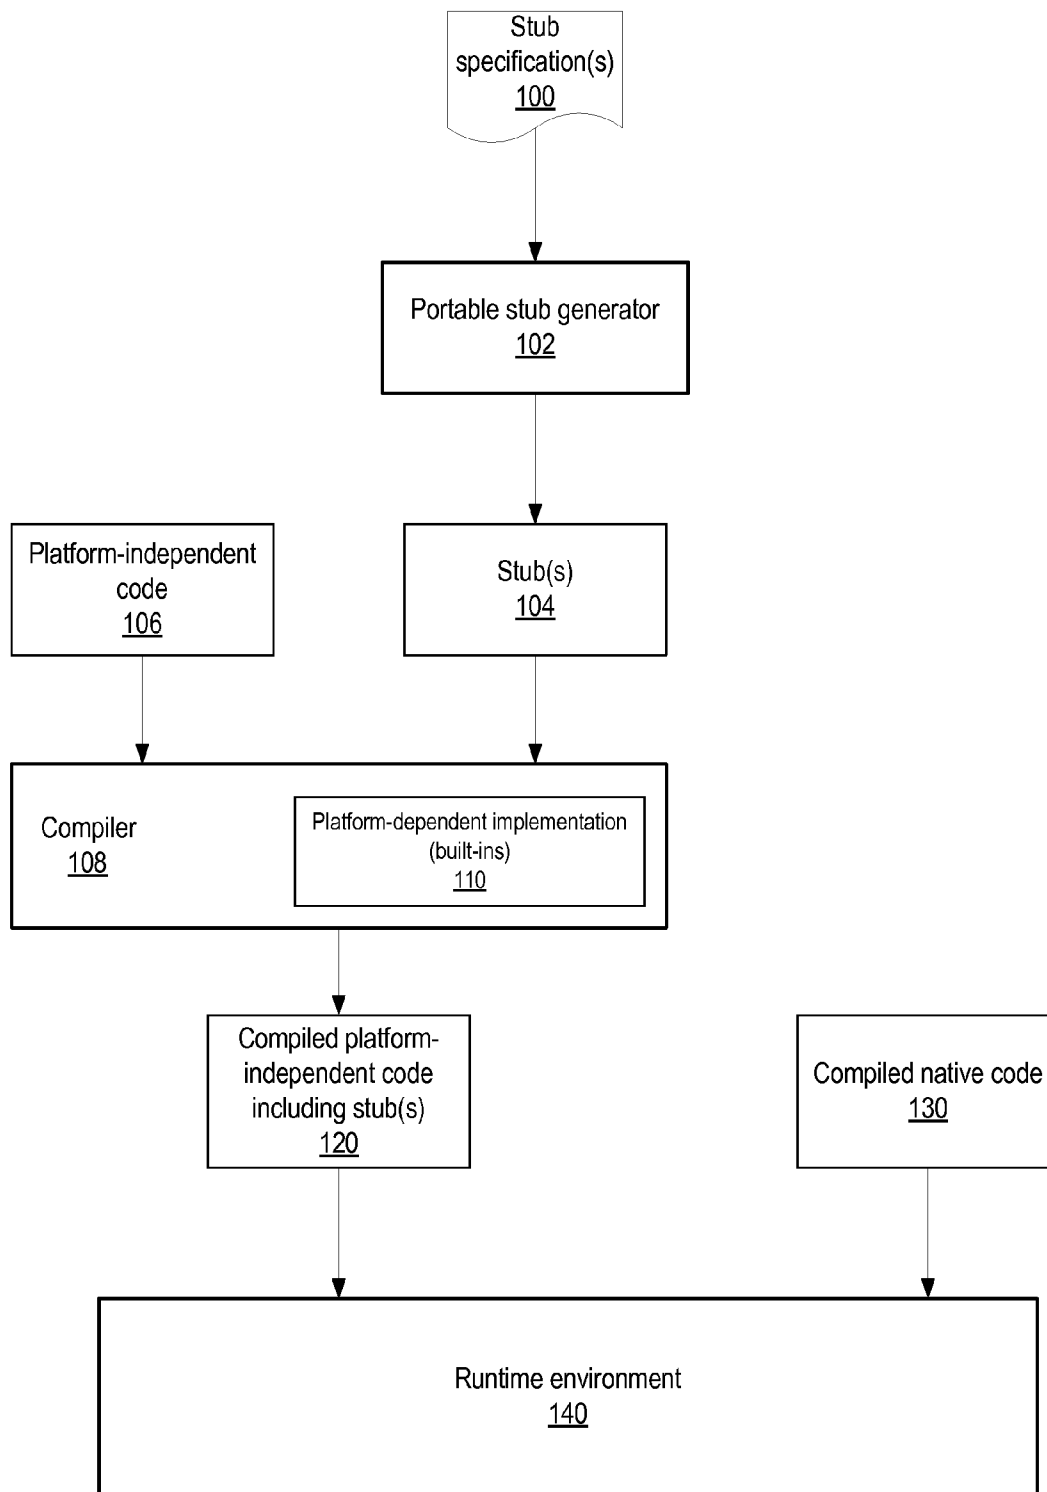 Stub
specification(s)
100
Portable stub generator
102
Platform-independent
code
106
Stub(s)
104
Compiler
108
Platform-dependent implementation
(built-ins)
110
Compiled platform-
independent code
including stub(s)
120
Compiled native code
130
Runtime environment
140